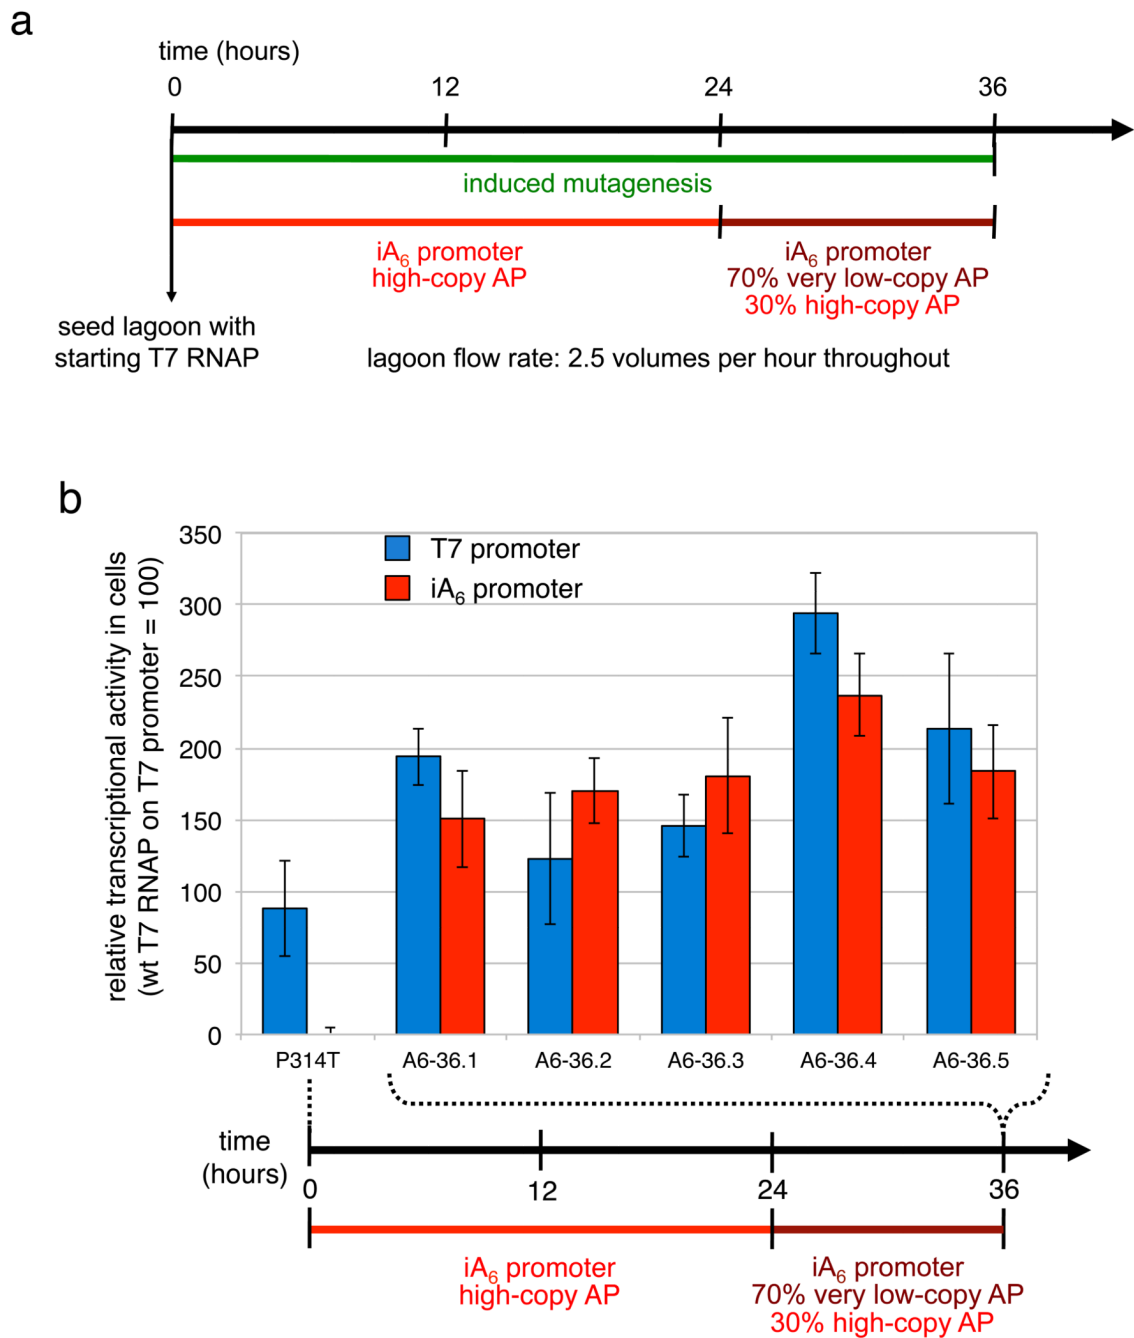 a
time (hours)
0 12 24 36
induced mutagenesis
iA6 promoter
high-copy AP
iA6 promoter
70% very low-copy AP
30% high-copy AP
seed lagoon with
starting T7 RNAP
lagoon flow rate: 2.5 volumes per hour throughout
b
relative transcriptional activity in cells
(wt T7 RNAP on T7 promoter = 100)
350
300
250
200
150
100
50
0
T7 promoter
iA6 promoter
P314T A6-36.1 A6-36.2 A6-36.3 A6-36.4 A6-36.5
time
(hours)
0 12 24 36
iA6 promoter
high-copy AP
iA6 promoter
70% very low-copy AP
30% high-copy AP